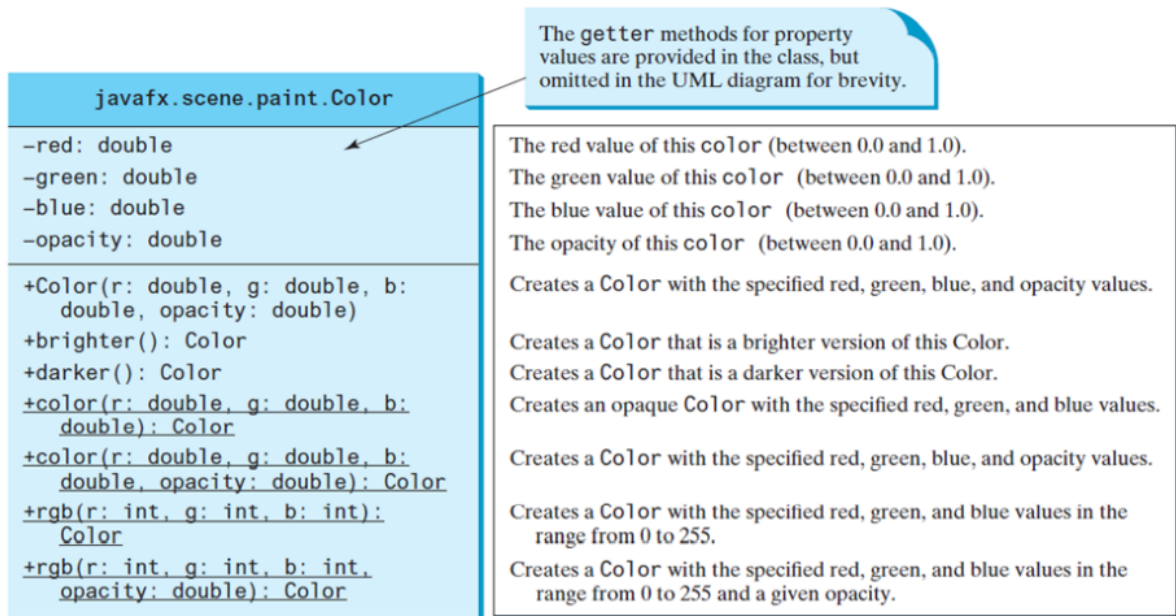 The getter methods for property
values are provided in the class, but
omitted in the UML diagram for brevity.
javafx.scene.paint.Color
–red: double
The red value of this color (between 0.0 and 1.0).
–green: double
The green value of this color (between 0.0 and 1.0).
–blue: double
The blue value of this color (between 0.0 and 1.0).
–opacity: double
The opacity of this color (between 0.0 and 1.0).
+Color(r: double, g: double, b:
double, opacity: double)
Creates a Color with the specified red, green, blue, and opacity values.
+brighter(): Color
Creates a Color that is a brighter version of this Color.
+darker(): Color
Creates a Color that is a darker version of this Color.
+color(r: double, g: double, b:
double): Color
Creates an opaque Color with the specified red, green, and blue values.
+color(r: double, g: double, b:
double, opacity: double): Color
Creates a Color with the specified red, green, blue, and opacity values.
+rgb(r: int, g: int, b: int):
Color
Creates a Color with the specified red, green, and blue values in the
range from 0 to 255.
+rgb(r: int, g: int, b: int,
opacity: double): Color
Creates a Color with the specified red, green, and blue values in the
range from 0 to 255 and a given opacity.